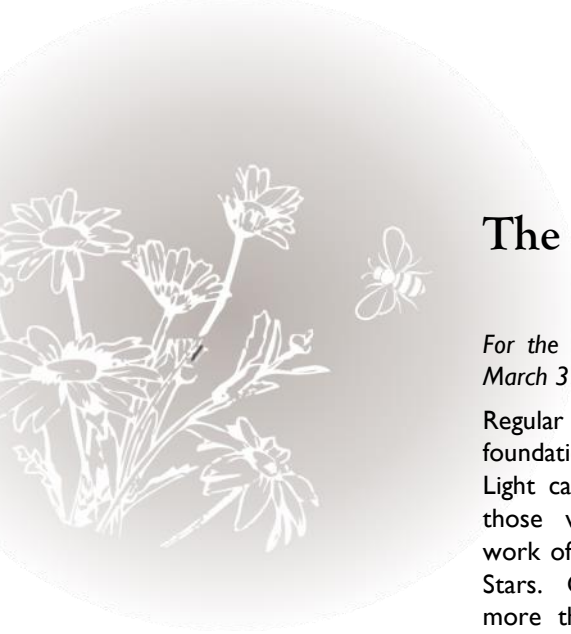 The
For the
March 3
Regular
foundati
Light ca
those v
work of
Stars. C
more th